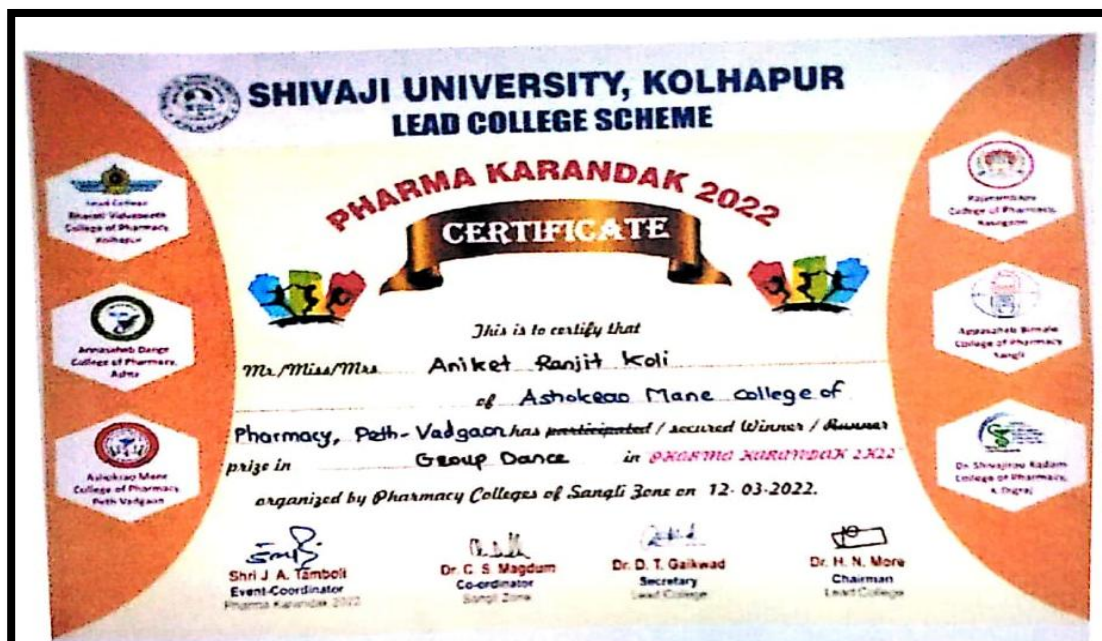 SHIVAJI UNIVERSITY, KOLHAPUR
LEAD COLLEGE SCHEME
PHARMA KARANDAK 2022
CERTIFICATE
Lead College
Bharati Vidyapeeth
College of Pharmacy
Kolhapur
Annasaheb Dange
College of Pharmacy,
Ashta
Ashokrao Mane
College of Pharmacy
Peth Vadgaon
Rajarambapu
College of Pharmacy,
Kasegaon
Appasaheb Birnale
College of Pharmacy
Sangli
Dr. Shivajirao Kadam
College of Pharmacy,
K. Digraj
This is to certify that
Mr./Miss/Mrs Aniket Ranjit Koli
of Ashokrao Mane College of
Pharmacy, Peth-Vadgaon has participated / secured Winner / Runner
prize in Group Dance in PHARMA KARANDAK 2K22
organized by Pharmacy Colleges of Sangli Zone on 12-03-2022.
Shri J. A. Tamboli
Event-Coordinator
Pharma Karandak 2022
Dr. C. S. Magdum
Co-ordinator
Sangli Zone
Dr. D. T. Gaikwad
Secretary
Lead College
Dr. H. N. More
Chairman
Lead College